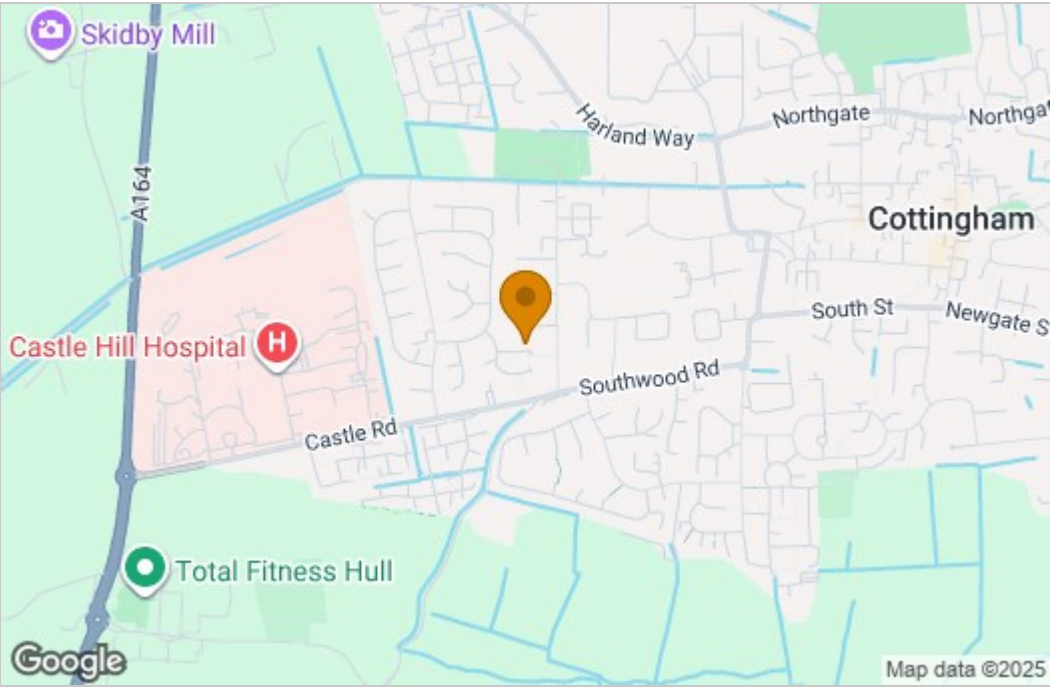 Skidby Mill
Harland Way
Northgate
Northgat
A164
Cottingham
South St
Newgate S
Castle Hill Hospital
H
Southwood Rd
Castle Rd
Total Fitness Hull
Google
Map data ©2025